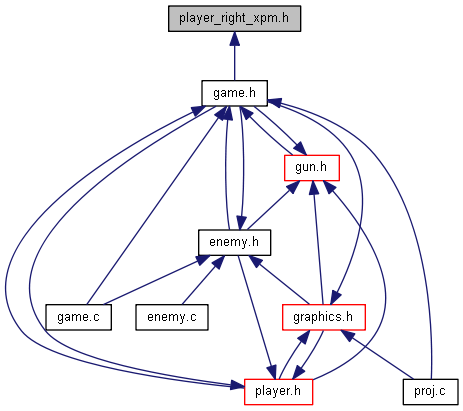 player_right_xpm.h
game.h
gun.h
enemy.h
game.c
enemy.c
graphics.h
player.h
proj.c